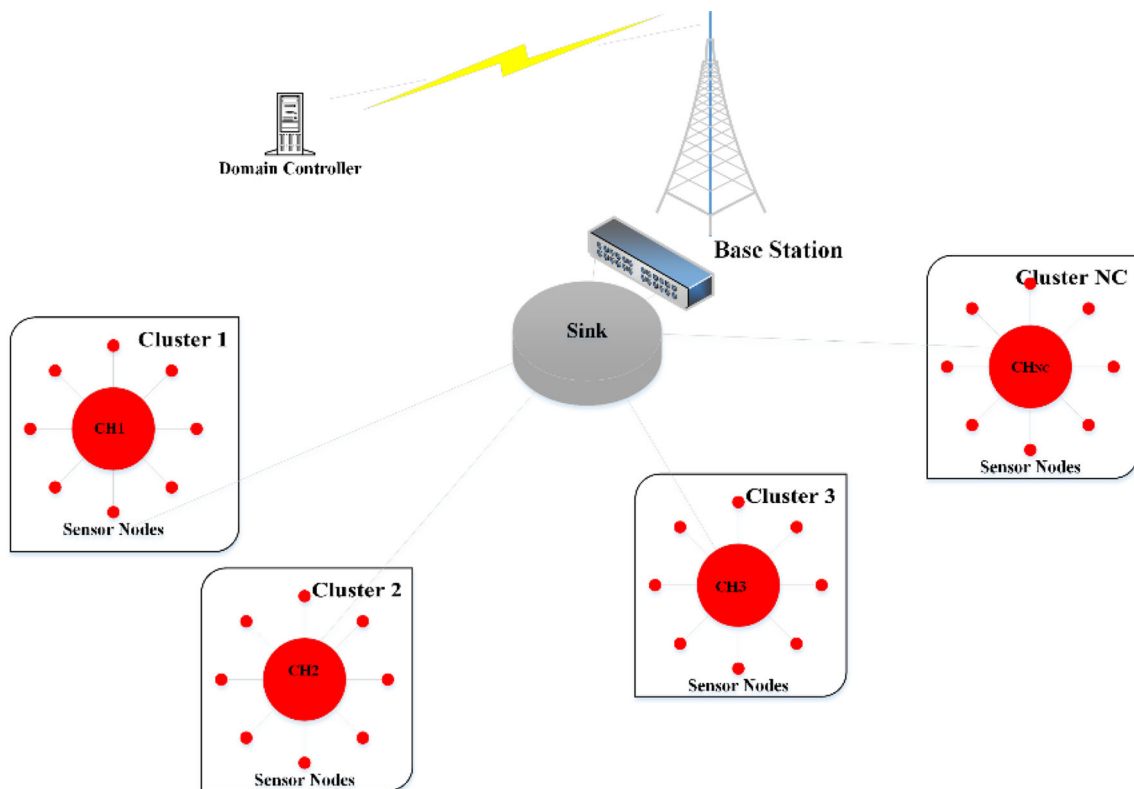 Domain Controller
Base Station
Sink
Cluster 1
CH1
Sensor Nodes
Cluster 2
CH2
Sensor Nodes
Cluster 3
CH3
Sensor Nodes
Cluster NC
CHNC
Sensor Nodes